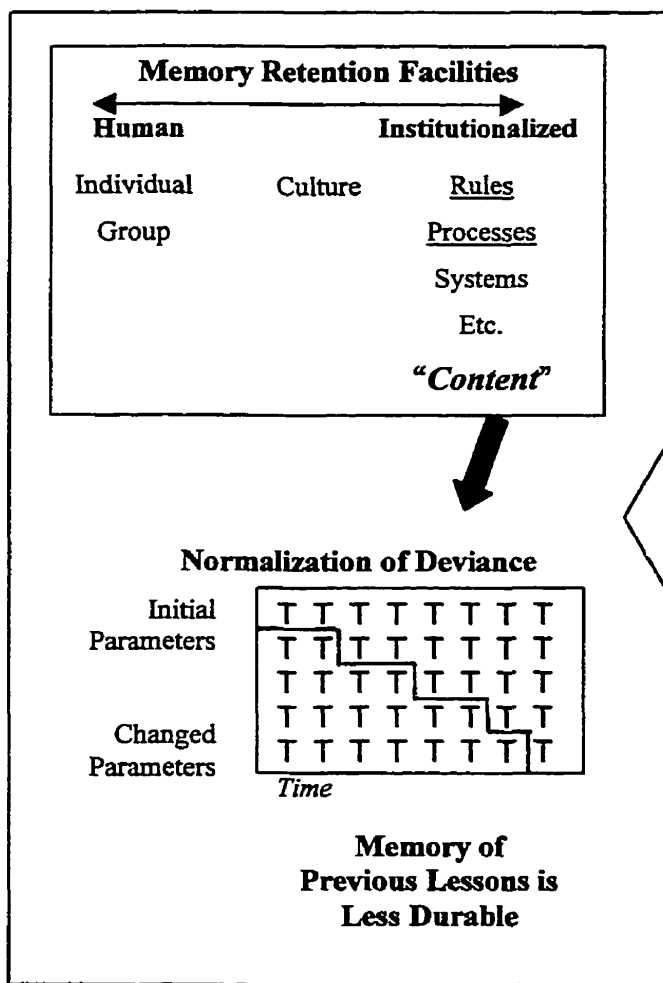 Memory Retention Facilities
Human Institutionalized
Individual Culture Rules
Group Processes
Systems
Etc.
“Content”
Normalization of Deviance
Initial
Parameters
T T T T T T T T
T T T T T T T T
T T T T T T T T
T T T T T T T T
T T T T T T T T
Changed
Parameters
Time
Memory of
Previous Lessons is
Less Durable